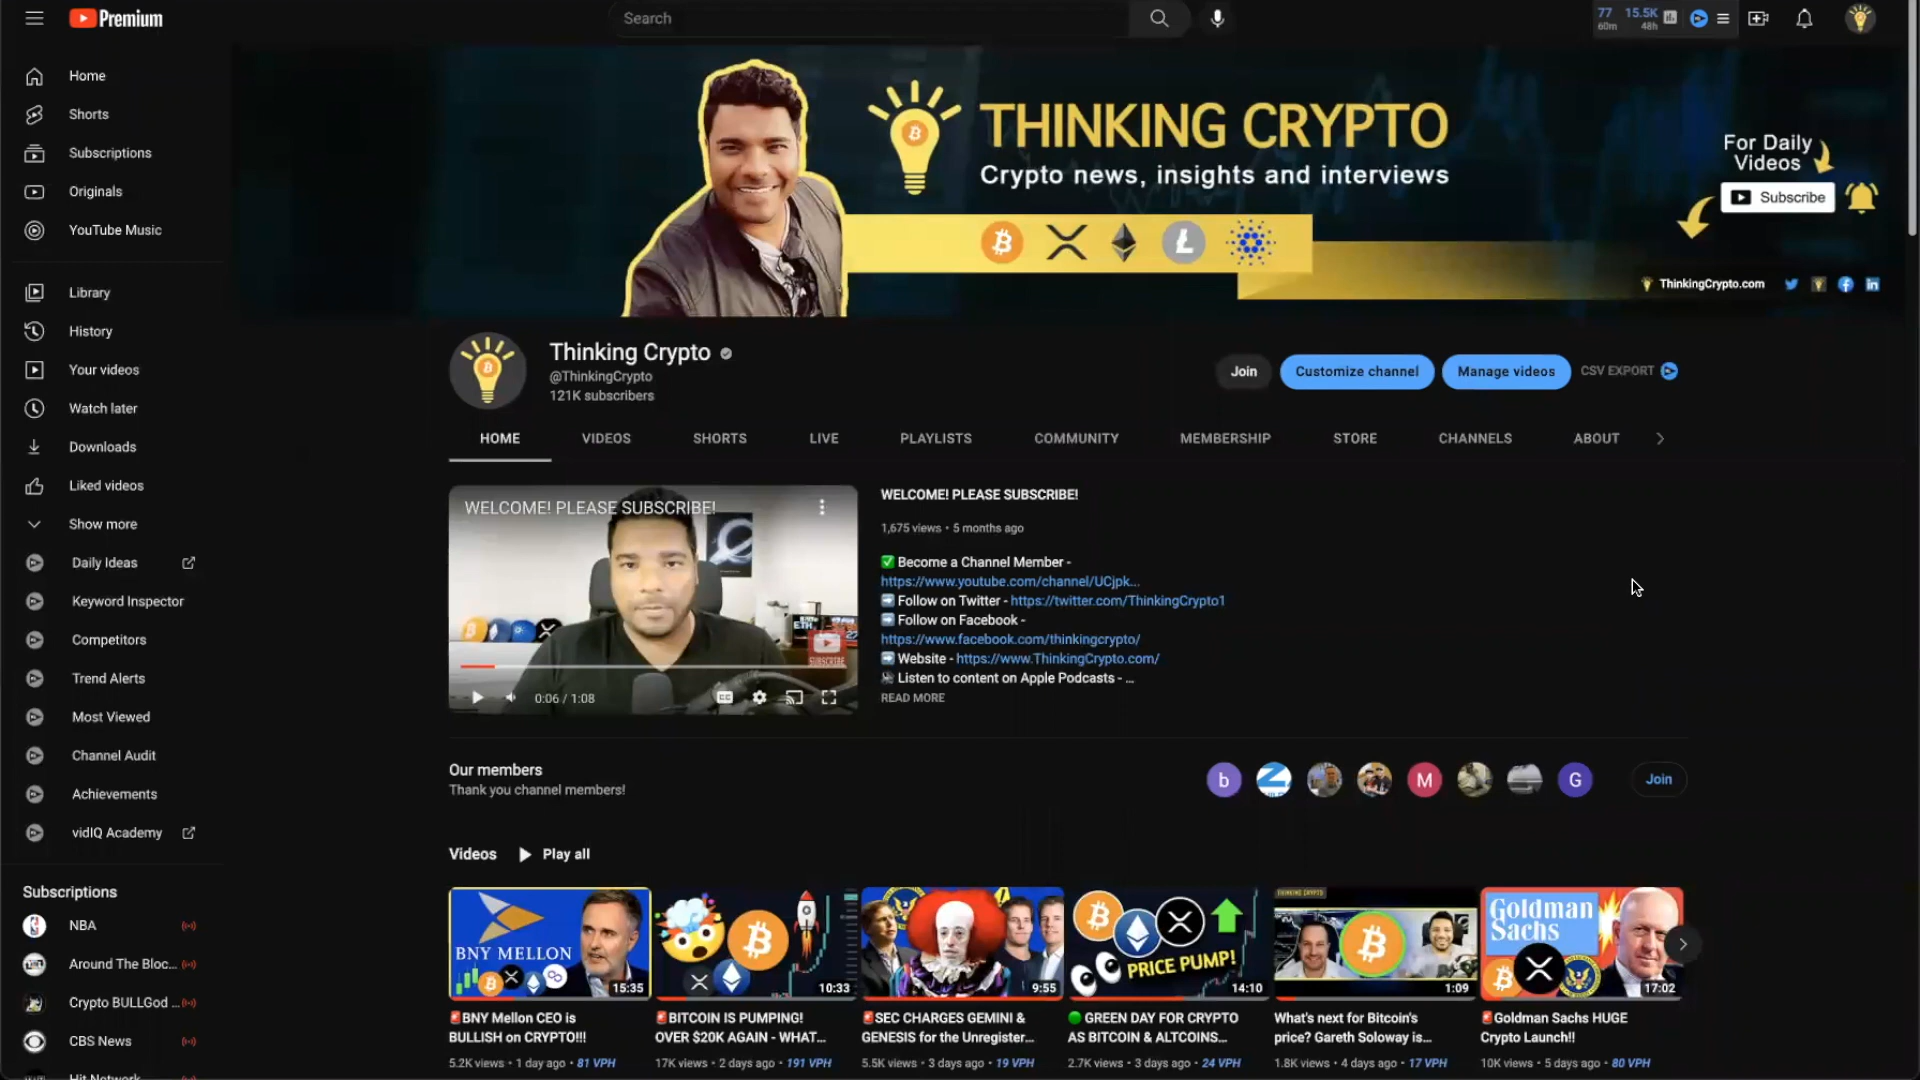 Premium
Search
77
60m
15.5K
48h
Home
Shorts
Subscriptions
Originals
YouTube Music
Library
History
Your videos
Watch later
Downloads
Liked videos
Show more
Daily Ideas
Keyword Inspector
Competitors
Trend Alerts
Most Viewed
Channel Audit
Achievements
vidIQ Academy
Subscriptions
NBA
Around The Bloc...
Crypto BULLGod ...
CBS News
Hit Network
THINKING CRYPTO
Crypto news, insights and interviews
For Daily
Videos
Subscribe
ThinkingCrypto.com
Thinking Crypto
@ThinkingCrypto
121K subscribers
Join
Customize channel
Manage videos
CSV EXPORT
HOME
VIDEOS
SHORTS
LIVE
PLAYLISTS
COMMUNITY
MEMBERSHIP
STORE
CHANNELS
ABOUT
WELCOME! PLEASE SUBSCRIBE!
ETH
SUBSCRIBE
0:06 / 1:08
WELCOME! PLEASE SUBSCRIBE!
1,675 views • 5 months ago
✅ Become a Channel Member -
https://www.youtube.com/channel/UCjpk...
➡️ Follow on Twitter - https://twitter.com/ThinkingCrypto1
➡️ Follow on Facebook -
https://www.facebook.com/thinkingcrypto/
➡️ Website - https://www.ThinkingCrypto.com/
Listen to content on Apple Podcasts - ...
READ MORE
Our members
Thank you channel members!
b
M
G
Join
Videos
Play all
BNY MELLON
15:35
10:33
9:55
PRICE PUMP!
14:10
THINKING CRYPTO
1:09
Goldman
Sachs
17:02
🚨BNY Mellon CEO is
BULLISH on CRYPTO!!!
5.2K views • 1 day ago • 81 VPH
🚨BITCOIN IS PUMPING!
OVER $20K AGAIN - WHAT...
17K views • 2 days ago • 191 VPH
🚨SEC CHARGES GEMINI &
GENESIS for the Unregister...
5.5K views • 3 days ago • 19 VPH
🟢 GREEN DAY FOR CRYPTO
AS BITCOIN & ALTCOINS...
2.7K views • 3 days ago • 24 VPH
What's next for Bitcoin's
price? Gareth Soloway is...
1.8K views • 4 days ago • 17 VPH
🚨Goldman Sachs HUGE
Crypto Launch!!
10K views • 5 days ago • 80 VPH